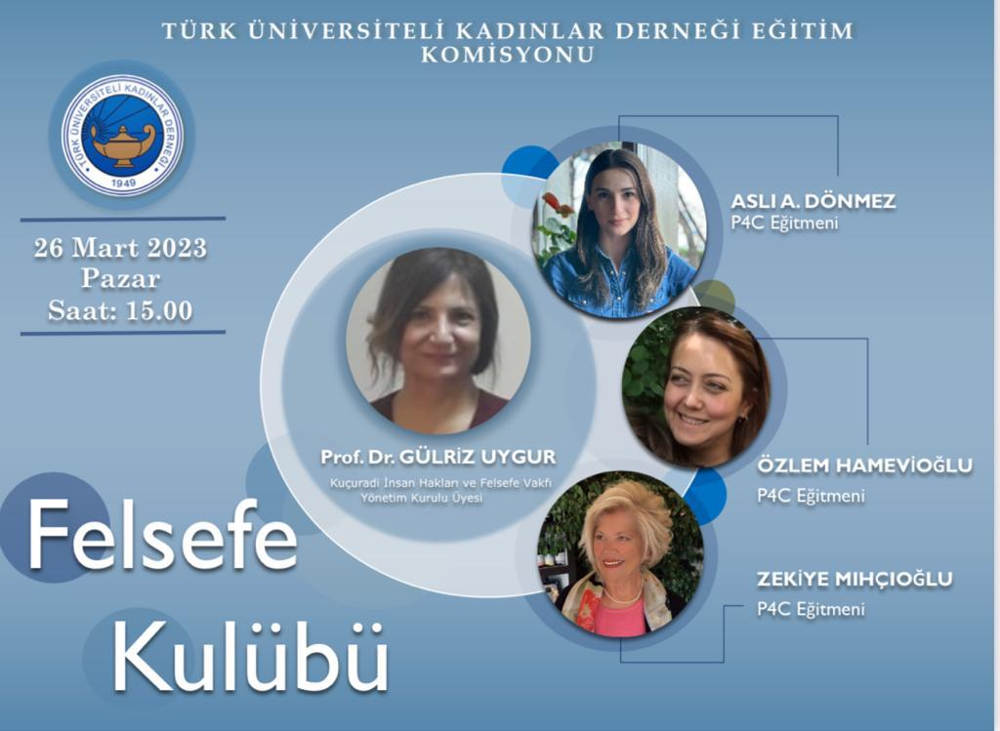 TÜRK ÜNİVERSİTELİ KADINLAR DERNEĞİ EĞİTİM
KOMİSYONU
TÜRK ÜNİVERSİTELİ KADINLAR DERNEĞİ
1949
26 Mart 2023
Pazar
Saat: 15.00
ASLI A. DÖNMEZ
P4C Eğitmeni
Prof. Dr. GÜLRİZ UYGUR
Kuçuradi İnsan Hakları ve Felsefe Vakfı
Yönetim Kurulu Üyesi
ÖZLEM HAMEVİOĞLU
P4C Eğitmeni
ZEKİYE MIHÇIOĞLU
P4C Eğitmeni
Felsefe
Kulübü